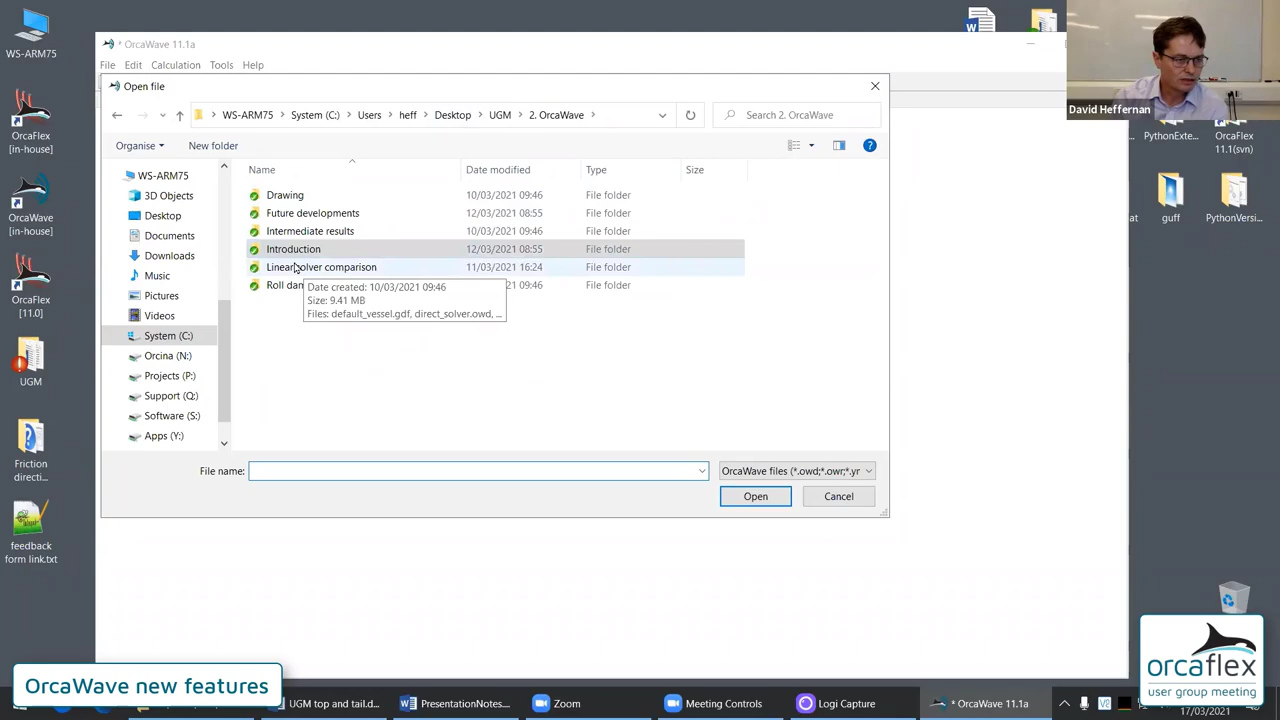 WS-ARM75
* OrcaWave 11.1a
File Edit Calculation Tools Help
David Heffernan
Open file
WS-ARM75 > System (C:) > Users > heff > Desktop > UGM > 2. OrcaWave >
Search 2. OrcaWave
Organise
New folder
Name
Date modified
Type
Size
WS-ARM75
3D Objects
Desktop
Documents
Downloads
Music
Pictures
Videos
System (C:)
Orcina (N:)
Projects (P:)
Support (Q:)
Software (S:)
Apps (Y:)
Drawing 10/03/2021 09:46 File folder
Future developments 12/03/2021 08:55 File folder
Intermediate results 10/03/2021 09:46 File folder
Introduction 12/03/2021 08:55 File folder
Linear solver comparison 11/03/2021 16:24 File folder
Roll dan 09:46 File folder
Date created: 10/03/2021 09:46
Size: 9.41 MB
Files: default_vessel.gdf, direct_solver.owd, ...
File name:
OrcaWave files (*.owd;*.owr;*.yr
Open
Cancel
OrcaFlex
[in-house]
OrcaWave
[in-house]
OrcaFlex
[11.0]
UGM
Friction
directi...
feedback
form link.txt
PythonExte...
OrcaFlex
11.1(svn)
at
guff
PythonVersi...
OrcaWave new features
orcaflex
user group meeting
UGM top and tail.d...
PresentationNotes...
Zoom
Meeting Controls
Logi Capture
* OrcaWave 11.1a
17/03/2021